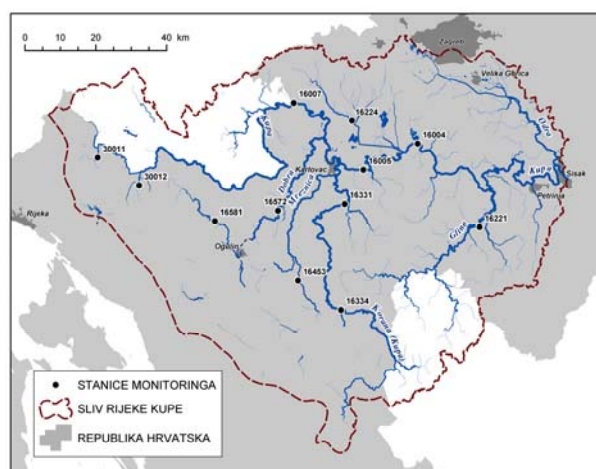 0 10 20 40
km
Zagreb
Velika Gorica
16007
16224
Odra
Kupa
16004
30011
16005
Karlovac
Kupa
Sisak
30012
Dobra
Mrežnica
Petrinja
16572
16331
Rijeka
16581
Glina
16221
Ogulin
16453
16334
Korana (Kupa)
STANICE MONITORINGA
SLIV RIJEKE KUPE
REPUBLIKA HRVATSKA